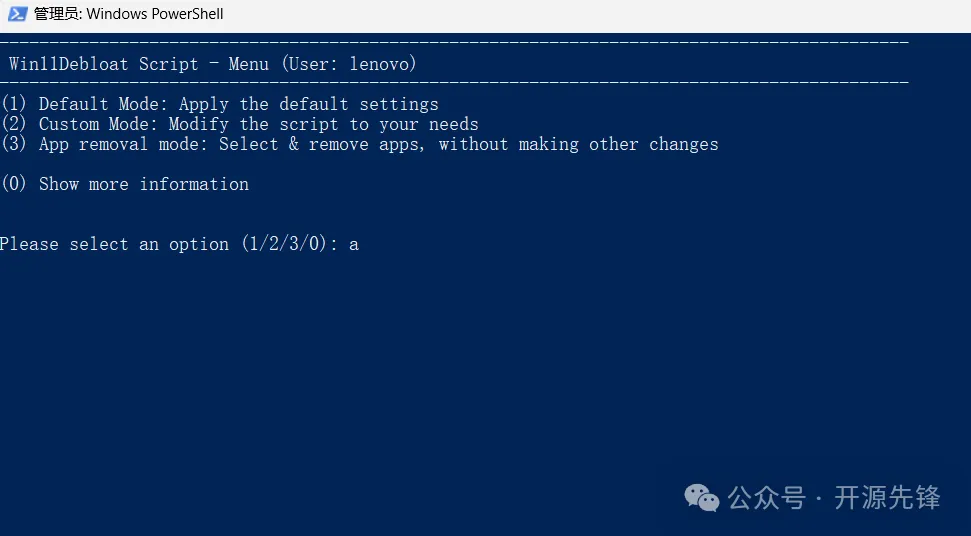 管理员: Windows PowerShell
-------------------------------------------------------------------------------------------
Win11Debloat Script - Menu (User: lenovo)
-------------------------------------------------------------------------------------------
(1) Default Mode: Apply the default settings
(2) Custom Mode: Modify the script to your needs
(3) App removal mode: Select & remove apps, without making other changes
(0) Show more information
Please select an option (1/2/3/0): a
公众号 · 开源先锋